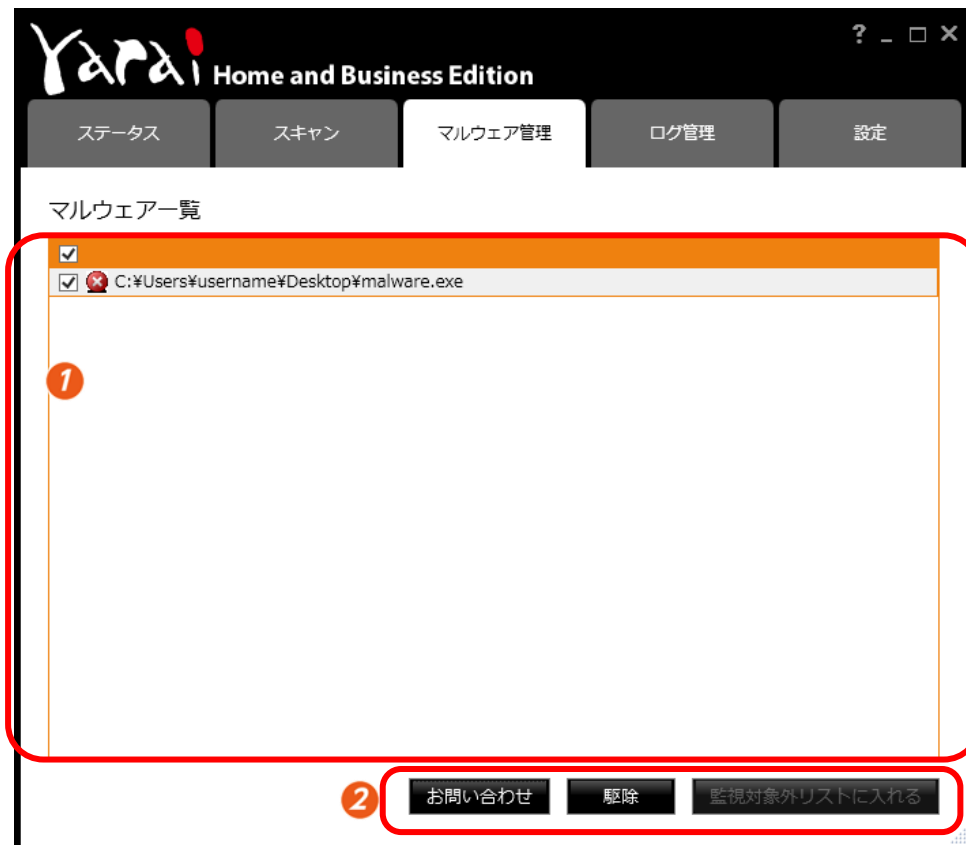 Yarai Home and Business Edition
? _ □ ×
ステータス スキャン マルウェア管理 ログ管理 設定
マルウェア一覧
C:¥Users¥username¥Desktop¥malware.exe
1
2 お問い合わせ 駆除 監視対象外リストに入れる